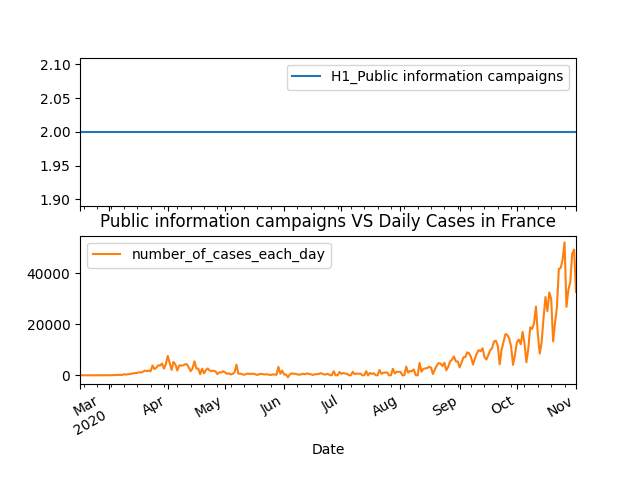 2.10
H1_Public information campaigns
2.05
2.00
1.95
1.90
Public information campaigns VS Daily Cases in France
number_of_cases_each_day
40000
20000
0
Mar
2020
Apr
May
Jun
Jul
Aug
Sep
Oct
Nov
Date